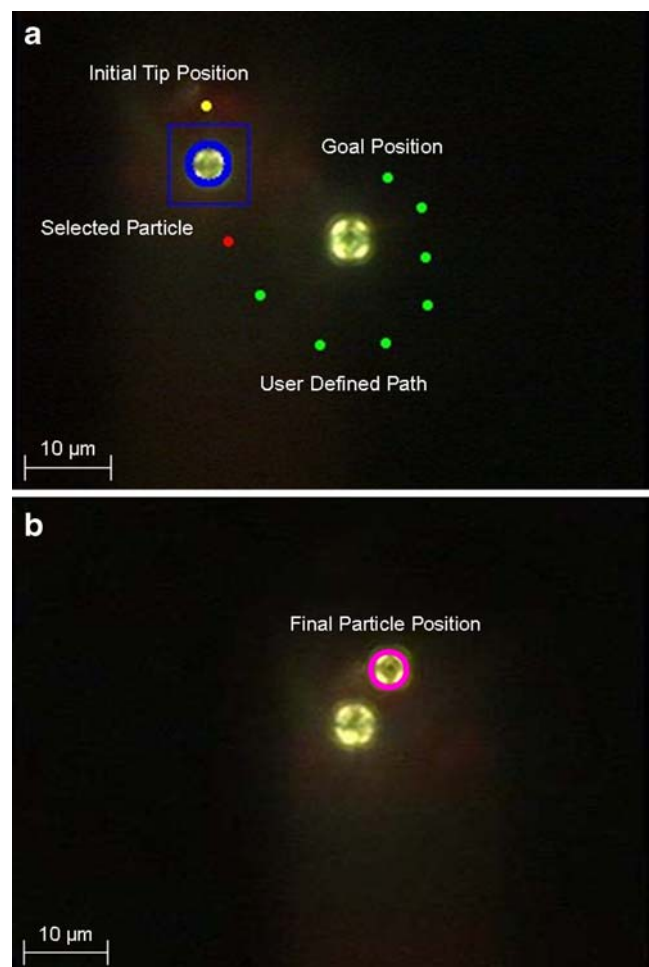 a
Initial Tip Position
Goal Position
Selected Particle
User Defined Path
10 µm
b
Final Particle Position
10 µm